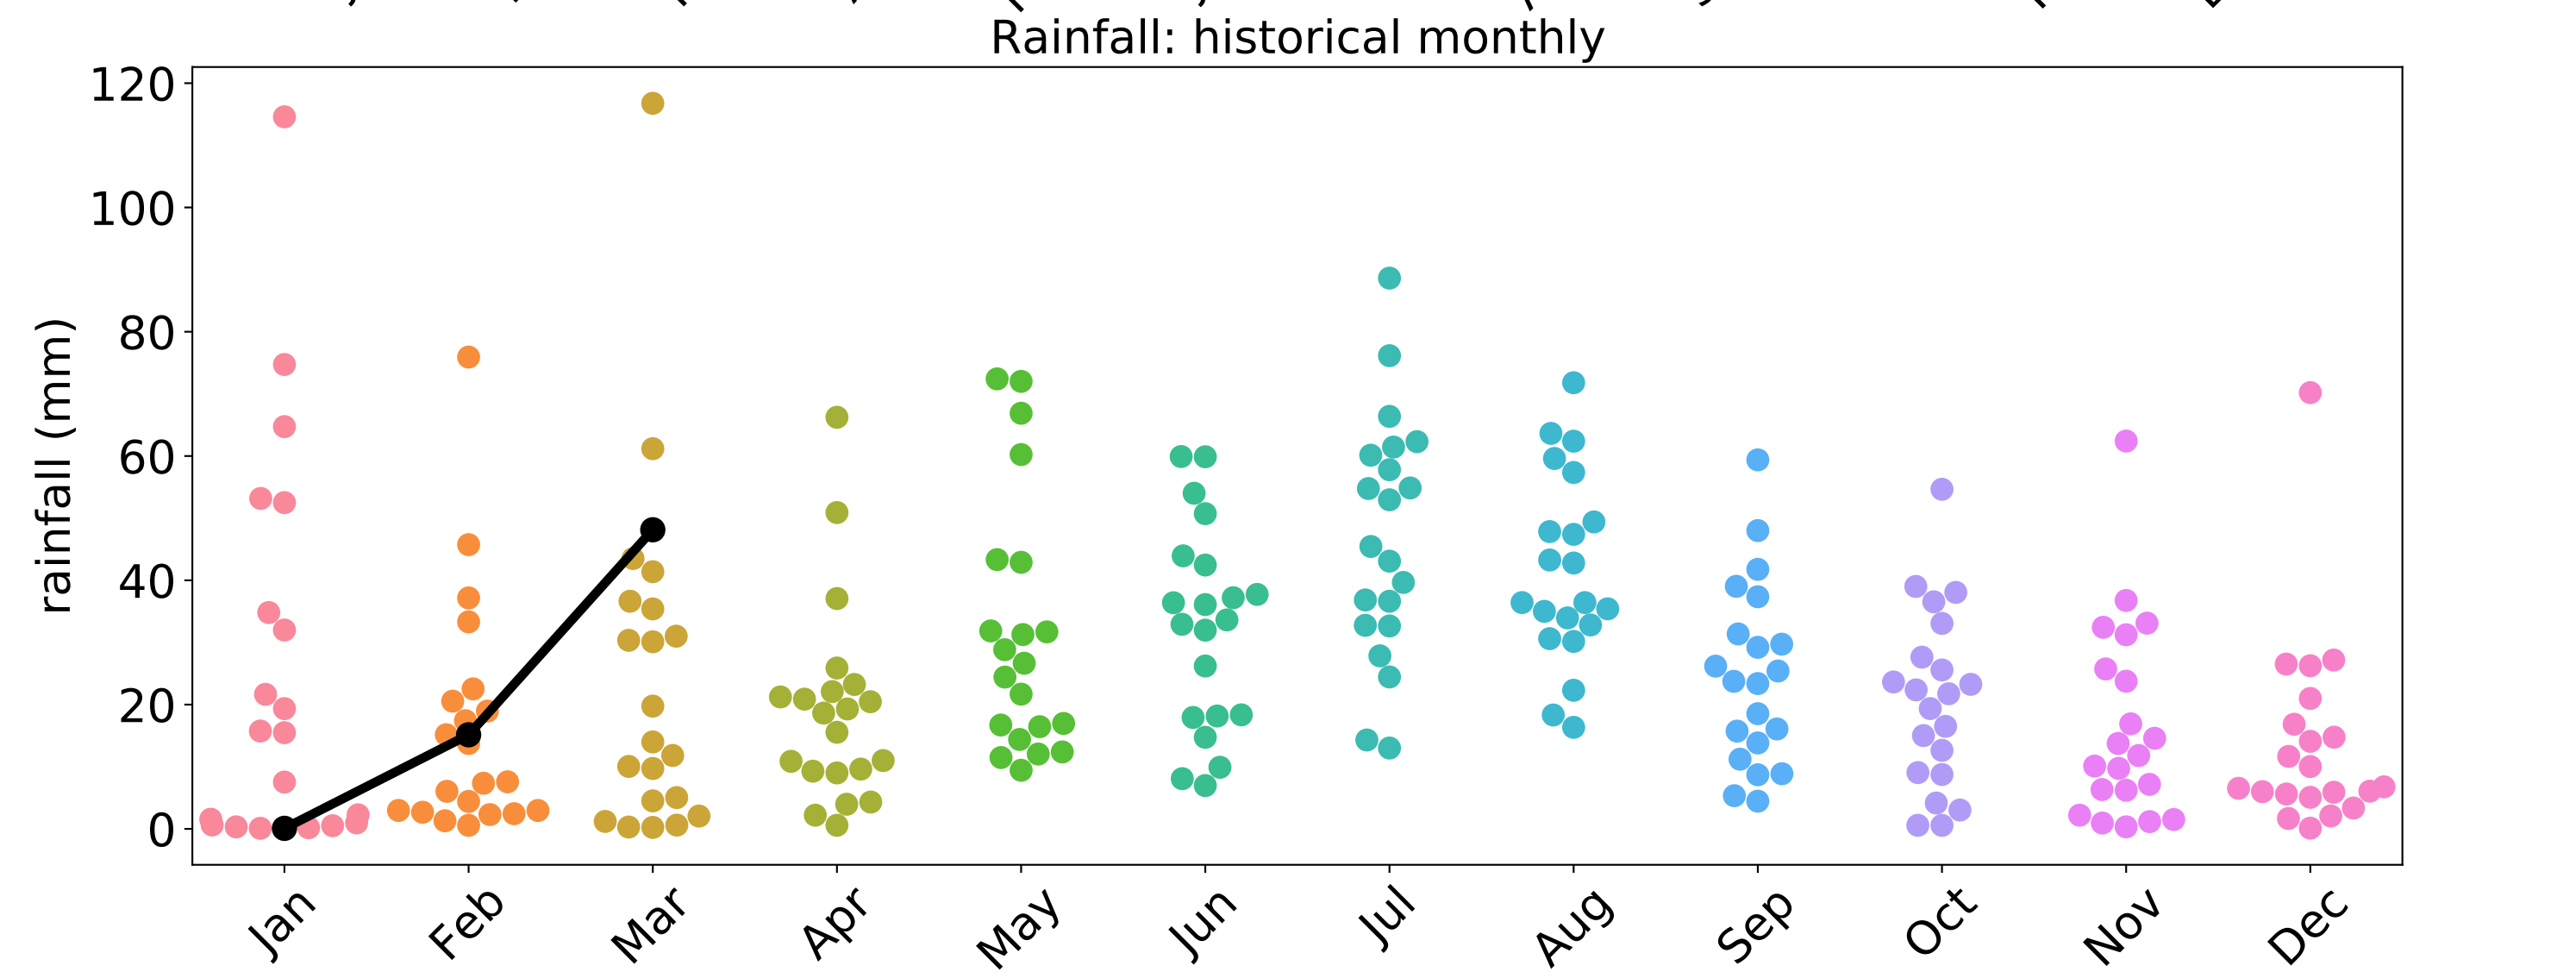 Rainfall: historical monthly
120
100
80
60
40
20
0
rainfall (mm)
Jan
Feb
Mar
Apr
May
Jun
Jul
Aug
Sep
Oct
Nov
Dec